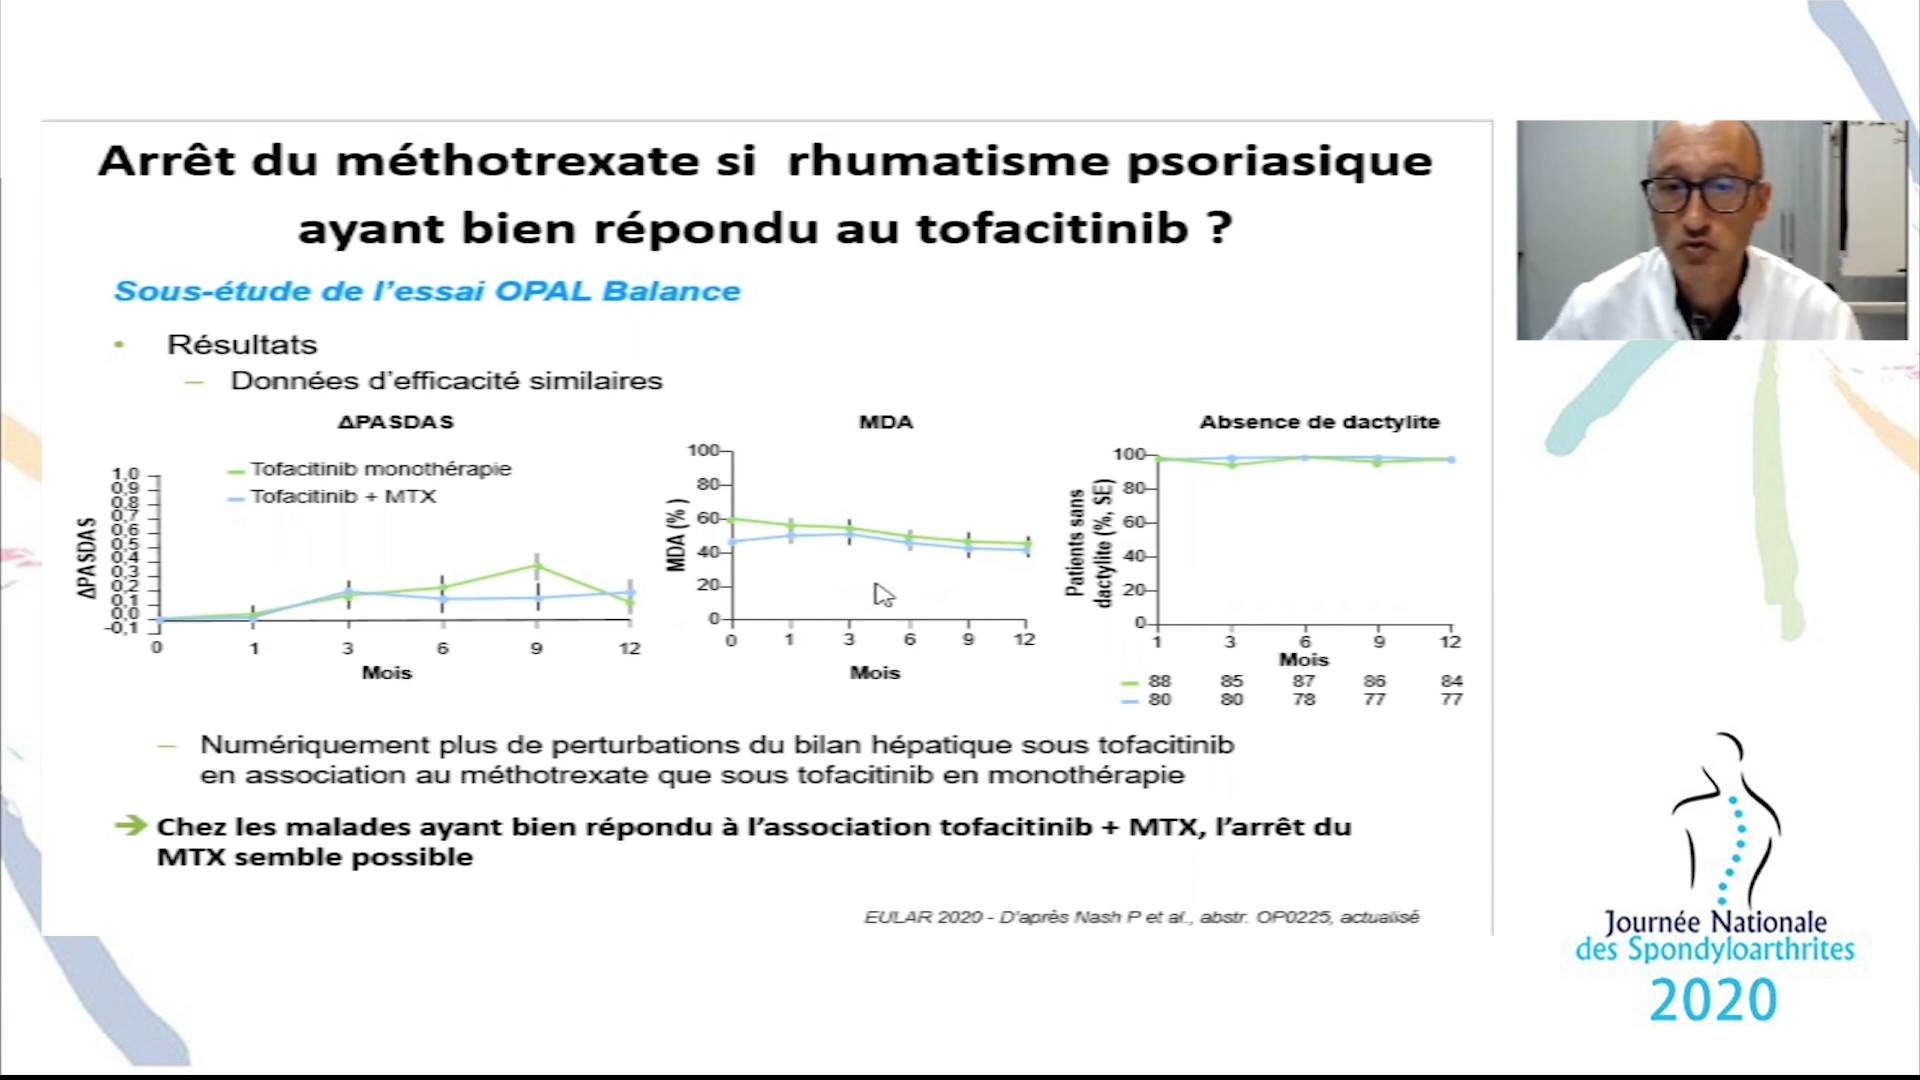 Arrêt du méthotrexate si rhumatisme psoriasique
ayant bien répondu au tofacitinib ?
Sous-étude de l'essai OPAL Balance
• Résultats
– Données d'efficacité similaires
ΔPASDAS
Tofacitinib monothérapie
Tofacitinib + MTX
ΔPASDAS
1,0
0,9
0,8
0,7
0,6
0,5
0,4
0,3
0,2
0,1
0,0
-0,1
0 1 3 6 9 12
Mois
MDA
MDA (%)
100
80
60
40
20
0
0 1 3 6 9 12
Mois
Absence de dactylite
Patients sans
dactylite (%, SE)
100
80
60
40
20
0
1 3 6 9 12
Mois
88 85 87 86 84
80 80 78 77 77
– Numériquement plus de perturbations du bilan hépatique sous tofacitinib
en association au méthotrexate que sous tofacitinib en monothérapie
➔ Chez les malades ayant bien répondu à l'association tofacitinib + MTX, l'arrêt du
MTX semble possible
EULAR 2020 - D'après Nash P et al., abstr. OP0225, actualisé
Journée Nationale
des Spondyloarthrites
2020